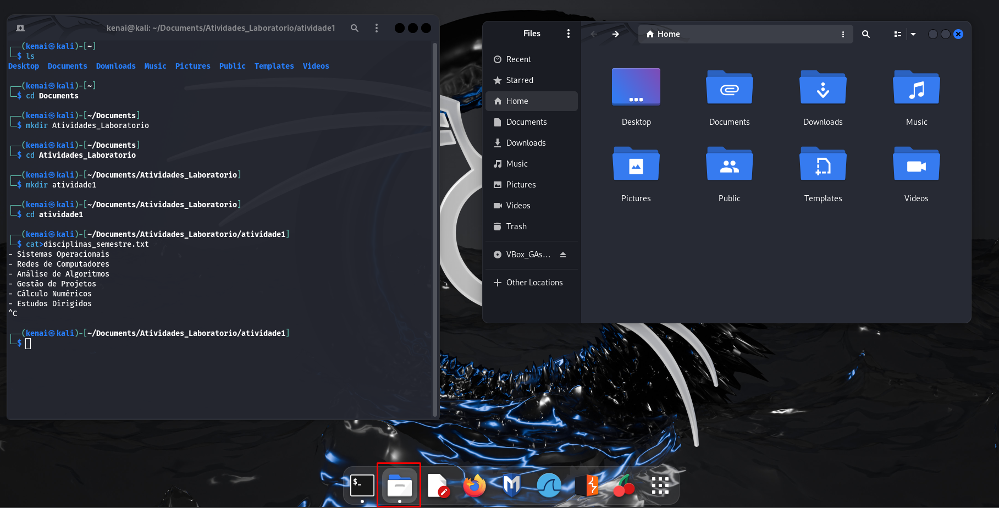 kenai@kali: ~/Documents/Atividades_Laboratorio/atividade1
(kenai㉿kali)-[~]
$ ls
Desktop Documents Downloads Music Pictures Public Templates Videos
(kenai㉿kali)-[~]
$ cd Documents
(kenai㉿kali)-[~/Documents]
$ mkdir Atividades_Laboratorio
(kenai㉿kali)-[~/Documents]
$ cd Atividades_Laboratorio
(kenai㉿kali)-[~/Documents/Atividades_Laboratorio]
$ mkdir atividade1
(kenai㉿kali)-[~/Documents/Atividades_Laboratorio]
$ cd atividade1
(kenai㉿kali)-[~/Documents/Atividades_Laboratorio/atividade1]
$ cat>disciplinas_semestre.txt
- Sistemas Operacionais
- Redes de Computadores
- Análise de Algoritmos
- Gestão de Projetos
- Cálculo Numéricos
- Estudos Dirigidos
^C
(kenai㉿kali)-[~/Documents/Atividades_Laboratorio/atividade1]
$
Files
Home
Recent
Starred
Home
Documents
Downloads
Music
Pictures
Videos
Trash
VBox_GAs...
Other Locations
Desktop
Documents
Downloads
Music
Pictures
Public
Templates
Videos
$_